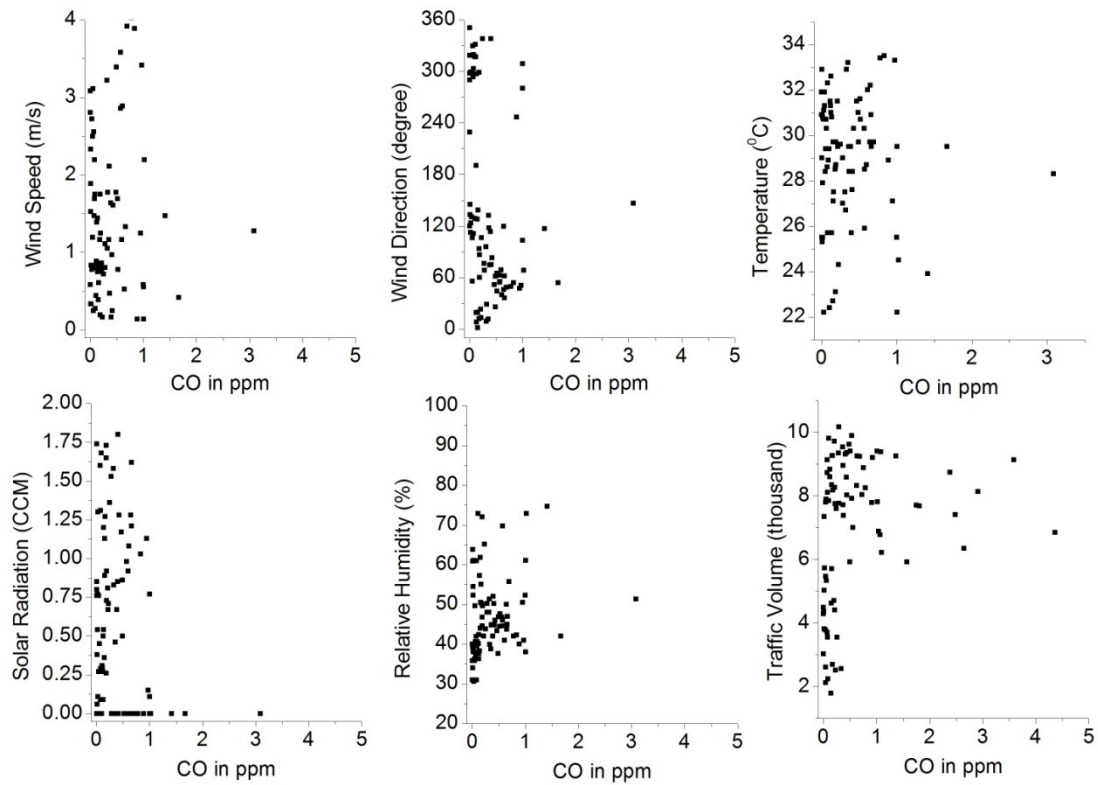 Wind Speed (m/s)
4
3
2
1
0
0 1 2 3 4 5
CO in ppm
Wind Direction (degree)
360
300
240
180
120
60
0
0 1 2 3 4 5
CO in ppm
Temperature (⁰C)
34
32
30
28
26
24
22
0 1 2 3
CO in ppm
Solar Radiation (CCM)
2.00
1.75
1.50
1.25
1.00
0.75
0.50
0.25
0.00
0 1 2 3 4 5
CO in ppm
Relative Humidity (%)
100
90
80
70
60
50
40
30
20
0 1 2 3 4 5
CO in ppm
Traffic Volume (thousand)
10
8
6
4
2
0 1 2 3 4 5
CO in ppm